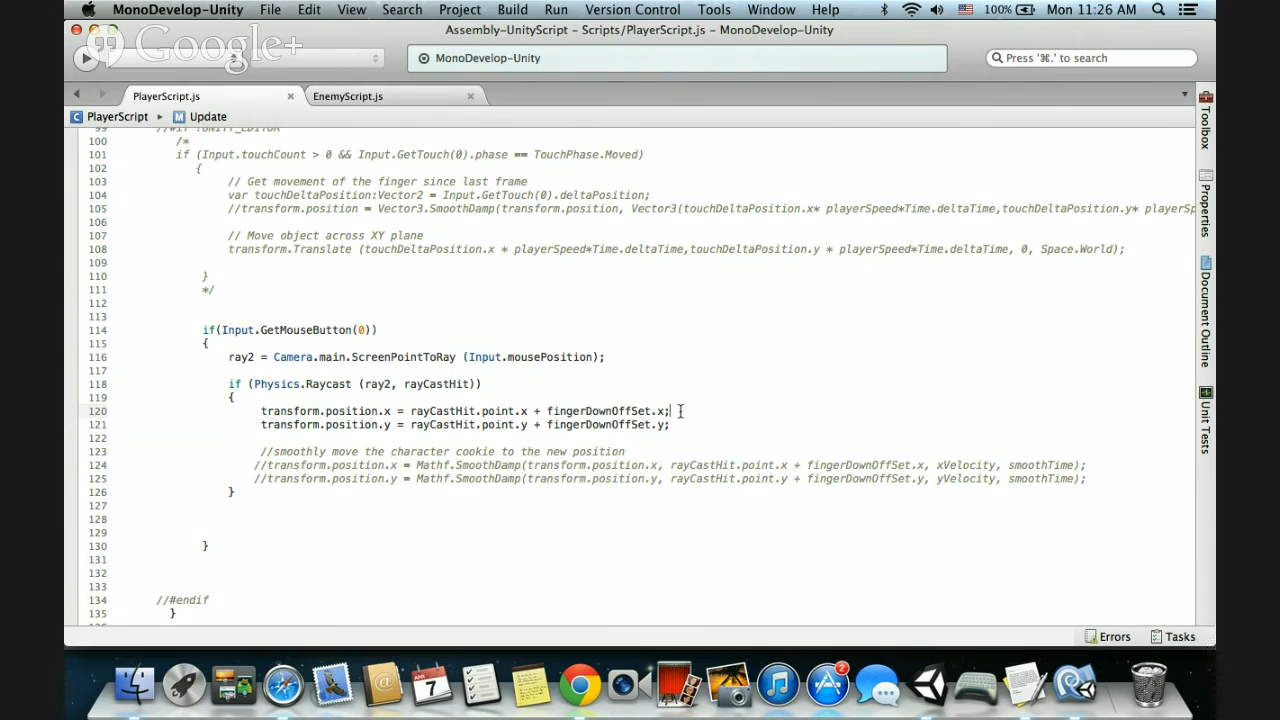 MonoDevelop-Unity File Edit View Search Project Build Run Version Control Tools Window Help 100% Mon 11:26 AM
Google+
Assembly-UnityScript - Scripts/PlayerScript.js - MonoDevelop-Unity
MonoDevelop-Unity
Press '⌘.' to search
PlayerScript.js EnemyScript.js
C PlayerScript ▸ M Update
99 //#if !UNITY_EDITOR
100 /*
101 if (Input.touchCount > 0 && Input.GetTouch(0).phase == TouchPhase.Moved)
102 {
103 // Get movement of the finger since last frame
104 var touchDeltaPosition:Vector2 = Input.GetTouch(0).deltaPosition;
105 //transform.position = Vector3.SmoothDamp(transform.position, Vector3(touchDeltaPosition.x* playerSpeed*Time.deltaTime,touchDeltaPosition.y* playerSp
106
107 // Move object across XY plane
108 transform.Translate (touchDeltaPosition.x * playerSpeed*Time.deltaTime,touchDeltaPosition.y * playerSpeed*Time.deltaTime, 0, Space.World);
109
110 }
111 */
112
113
114 if(Input.GetMouseButton(0))
115 {
116 ray2 = Camera.main.ScreenPointToRay (Input.mousePosition);
117
118 if (Physics.Raycast (ray2, rayCastHit))
119 {
120 transform.position.x = rayCastHit.point.x + fingerDownOffSet.x;
121 transform.position.y = rayCastHit.point.y + fingerDownOffSet.y;
122
123 //smoothly move the character cookie to the new position
124 //transform.position.x = Mathf.SmoothDamp(transform.position.x, rayCastHit.point.x + fingerDownOffSet.x, xVelocity, smoothTime);
125 //transform.position.y = Mathf.SmoothDamp(transform.position.y, rayCastHit.point.y + fingerDownOffSet.y, yVelocity, smoothTime);
126 }
127
128
129
130 }
131
132
133
134 //#endif
135 }
Toolbox
Properties
Document Outline
Unit Tests
Errors Tasks
APR
7
2